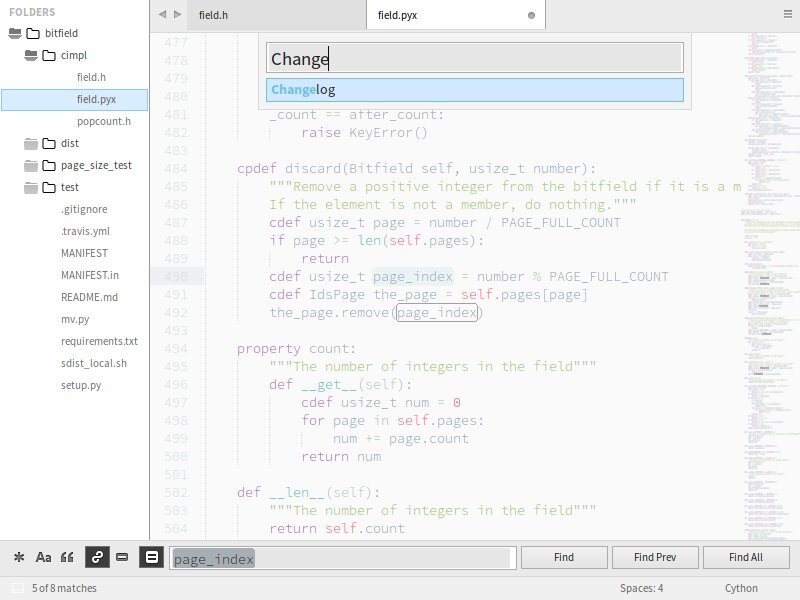 FOLDERS
bitfield
cimpl
field.h
field.pyx
popcount.h
dist
page_size_test
test
.gitignore
.travis.yml
MANIFEST
MANIFEST.in
README.md
mv.py
requirements.txt
sdist_local.sh
setup.py
field.h
field.pyx
Change
Changelog
477
478
479
480
481 _count == after_count:
482 raise KeyError()
483
484 cpdef discard(Bitfield self, usize_t number):
485 """Remove a positive integer from the bitfield if it is a m
486 If the element is not a member, do nothing."""
487 cdef usize_t page = number / PAGE_FULL_COUNT
488 if page >= len(self.pages):
489 return
490 cdef usize_t page_index = number % PAGE_FULL_COUNT
491 cdef IdsPage the_page = self.pages[page]
492 the_page.remove(page_index)
493
494 property count:
495 """The number of integers in the field"""
496 def __get__(self):
497 cdef usize_t num = 0
498 for page in self.pages:
499 num += page.count
500 return num
501
502 def __len__(self):
503 """The number of integers in the field"""
504 return self.count
Aa
page_index
Find
Find Prev
Find All
5 of 8 matches
Spaces: 4
Cython